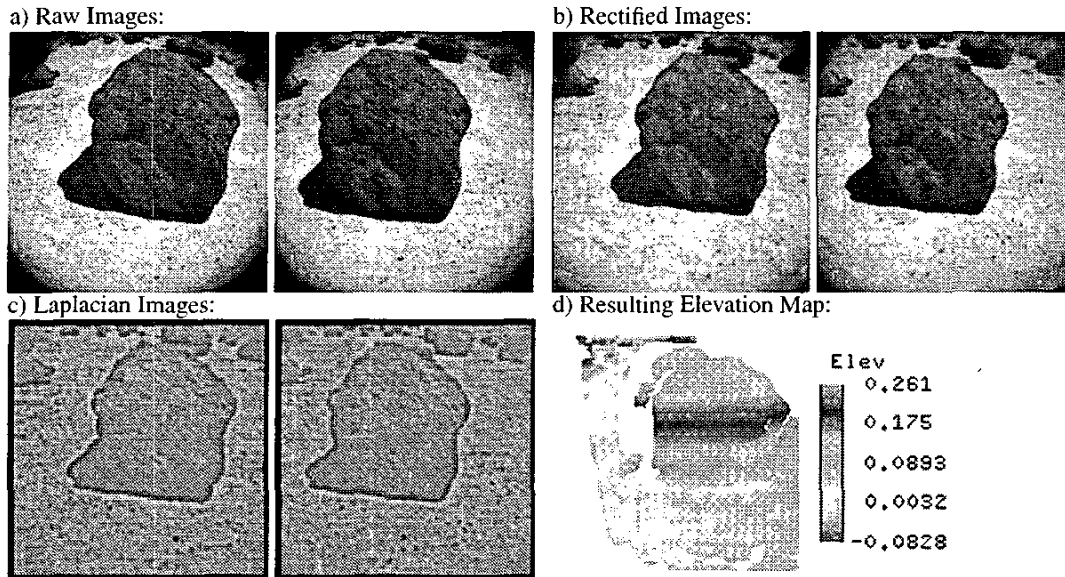 a) Raw Images:
b) Rectified Images:
c) Laplacian Images:
d) Resulting Elevation Map:
Elev
0.261
0.175
0.0893
0.0032
-0.0828